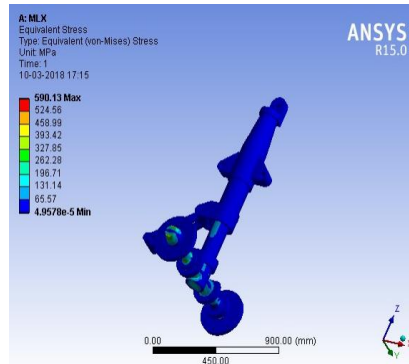 A: MLX
Equivalent Stress
Type: Equivalent (von-Mises) Stress
Unit: MPa
Time: 1
10-03-2018 17:15
ANSYS
R15.0
590.13 Max
524.56
458.99
393.42
327.85
262.28
196.71
131.14
65.57
4.9578e-5 Min
0.00
900.00 (mm)
450.00
Z
Y